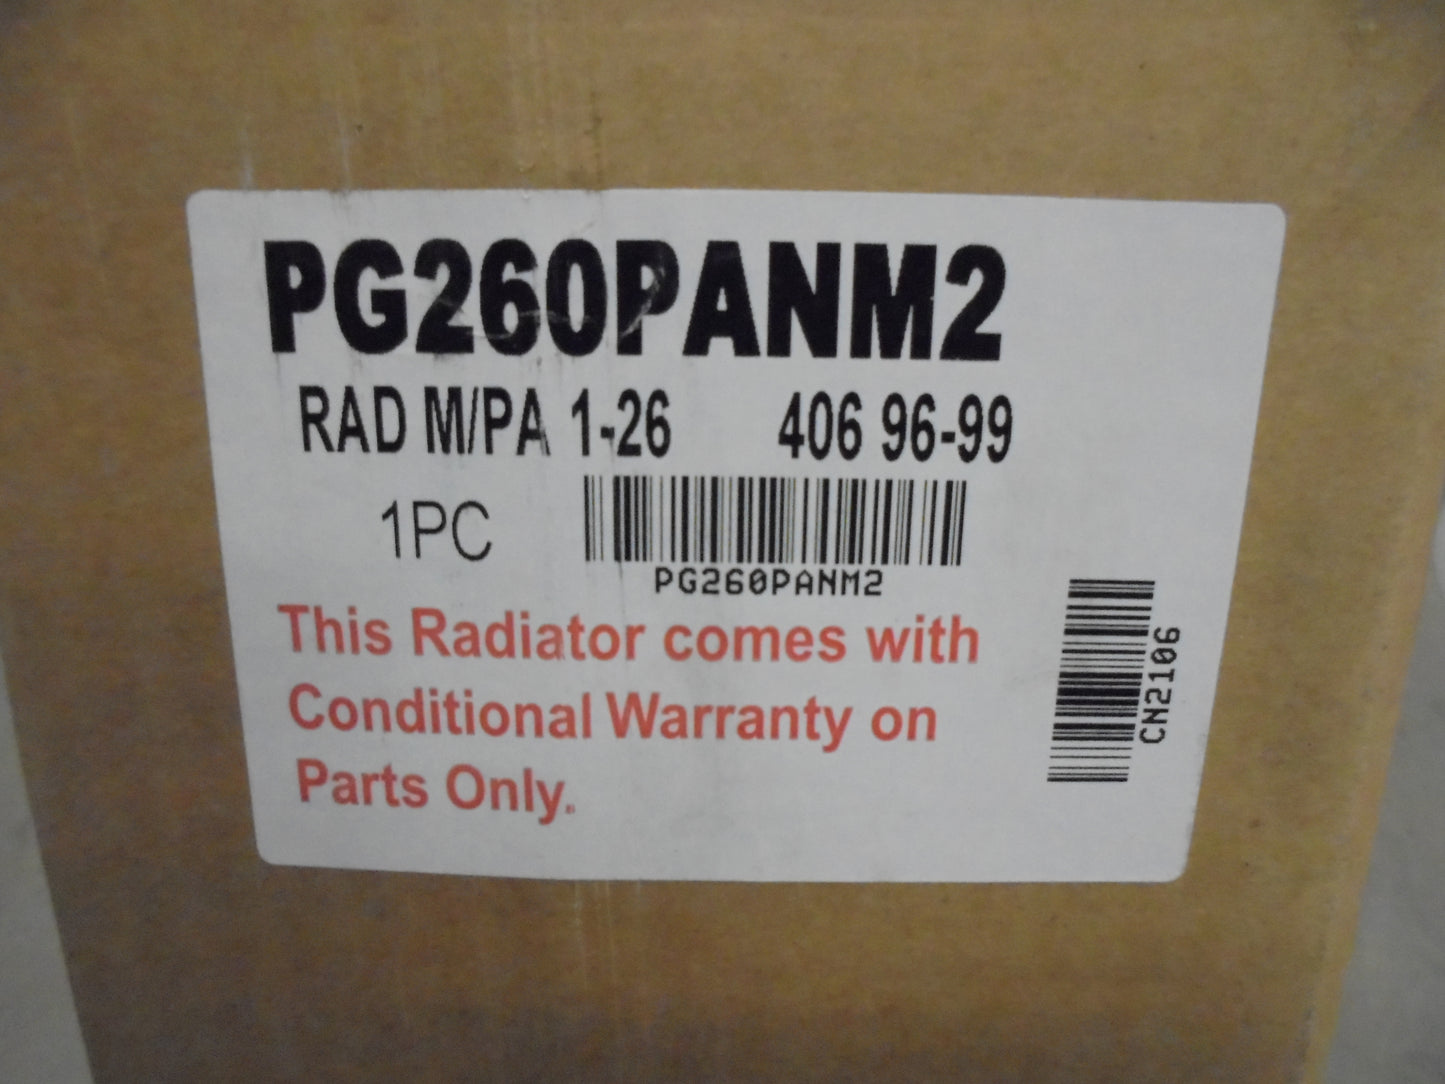 PG260PANM2
RAD M/PA 1-26 406 96-99
1PC
PG260PANM2
This Radiator comes with
Conditional Warranty on
Parts Only.
CN2106